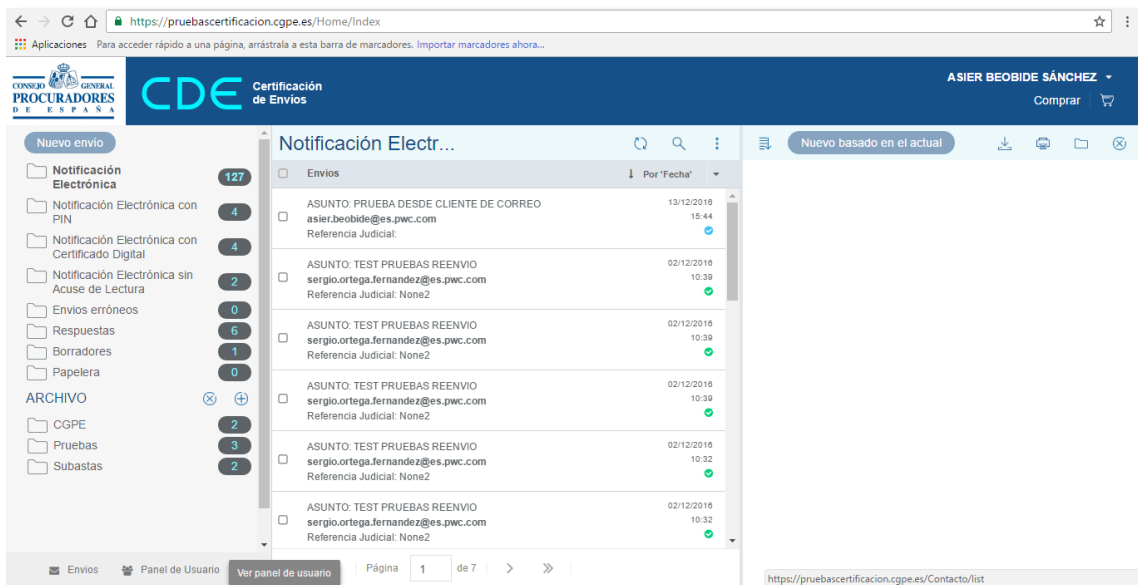 https://pruebascertificacion.cgpe.es/Home/Index
Aplicaciones Para acceder rápido a una página, arrástrala a esta barra de marcadores. Importar marcadores ahora...
CONSEJO GENERAL
PROCURADORES
DE ESPAÑA
CDE Certificación
de Envíos
ASIER BEOBIDE SÁNCHEZ
Comprar
Nuevo envío
Notificación
Electrónica 127
Notificación Electrónica con
PIN 4
Notificación Electrónica con
Certificado Digital 4
Notificación Electrónica sin
Acuse de Lectura 2
Envios erróneos 0
Respuestas 6
Borradores 1
Papelera 0
ARCHIVO
CGPE 2
Pruebas 3
Subastas 2
Envios Panel de Usuario
Ver panel de usuario
Notificación Electr...
Envios Por 'Fecha'
ASUNTO: PRUEBA DESDE CLIENTE DE CORREO 13/12/2016
asier.beobide@es.pwc.com 15:44
Referencia Judicial:
ASUNTO: TEST PRUEBAS REENVIO 02/12/2016
sergio.ortega.fernandez@es.pwc.com 10:39
Referencia Judicial: None2
ASUNTO: TEST PRUEBAS REENVIO 02/12/2016
sergio.ortega.fernandez@es.pwc.com 10:39
Referencia Judicial: None2
ASUNTO: TEST PRUEBAS REENVIO 02/12/2016
sergio.ortega.fernandez@es.pwc.com 10:39
Referencia Judicial: None2
ASUNTO: TEST PRUEBAS REENVIO 02/12/2016
sergio.ortega.fernandez@es.pwc.com 10:32
Referencia Judicial: None2
ASUNTO: TEST PRUEBAS REENVIO 02/12/2016
sergio.ortega.fernandez@es.pwc.com 10:32
Referencia Judicial: None2
Página 1 de 7
Nuevo basado en el actual
https://pruebascertificacion.cgpe.es/Contacto/list